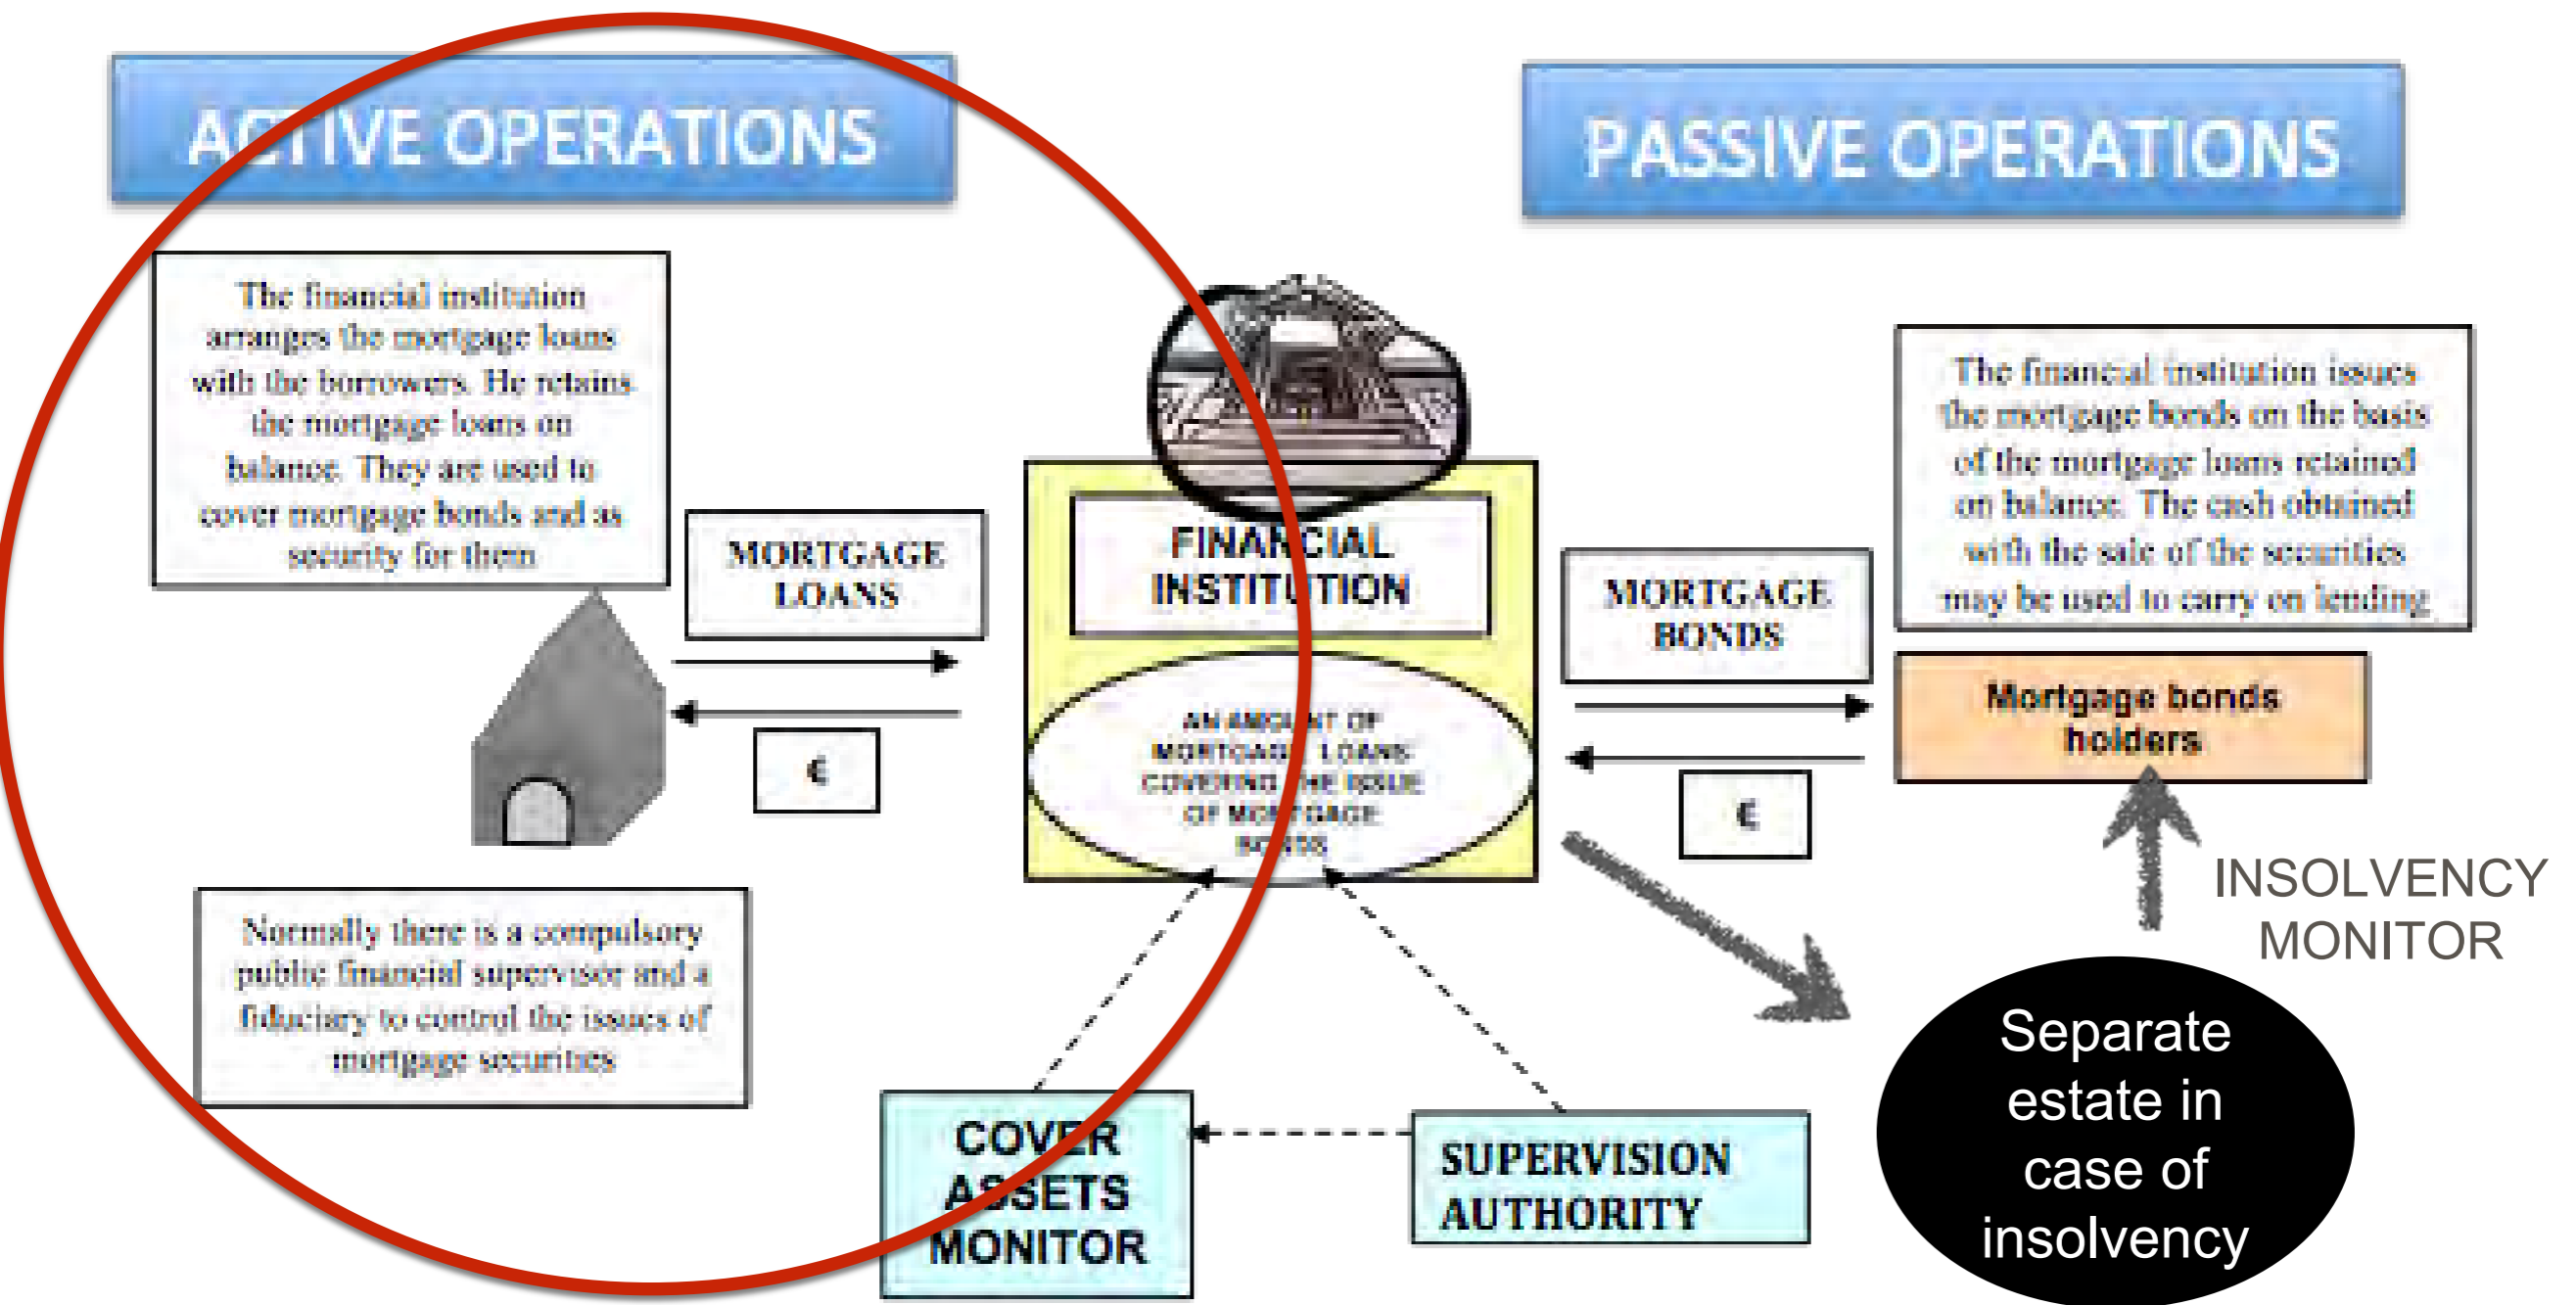 ACTIVE OPERATIONS
PASSIVE OPERATIONS
The financial institution
arranges the mortgage loans
with the borrowers. He retains
the mortgage loans on
balance. They are used to
cover mortgage bonds and as
security for them
MORTGAGE
LOANS
€
Normally there is a compulsory
public financial supervisor and a
fiduciary to control the issues of
mortgage securities
FINANCIAL
INSTITUTION
AN AMOUNT OF
MORTGAGE LOANS
COVERING THE ISSUE
OF MORTGAGE
BONDS
MORTGAGE
BONDS
€
The financial institution issues
the mortgage bonds on the basis
of the mortgage loans retained
on balance. The cash obtained
with the sale of the securities
may be used to carry on lending
Mortgage bonds
holders
INSOLVENCY
MONITOR
COVER
ASSETS
MONITOR
SUPERVISION
AUTHORITY
Separate
estate in
case of
insolvency